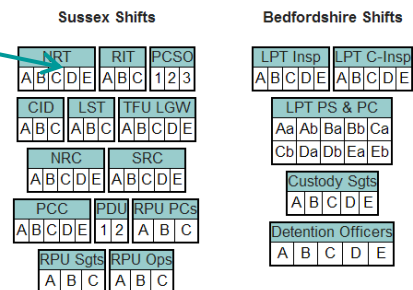 Sussex Shifts
NRT RIT PCSO
A B C D E A B C 1 2 3
CID LST TFU LGW
A B C A B C A B C D E
NRC SRC
A B C D E A B C D E
PCC PDU RPU PCs
A B C D E 1 2 A B C
RPU Sgts RPU Ops
A B C A B C
Bedfordshire Shifts
LPT Insp LPT C-Insp
A B C D E A B C D E
LPT PS & PC
Aa Ab Ba Bb Ca
Cb Da Db Ea Eb
Custody Sgts
A B C D E
Detention Officers
A B C D E